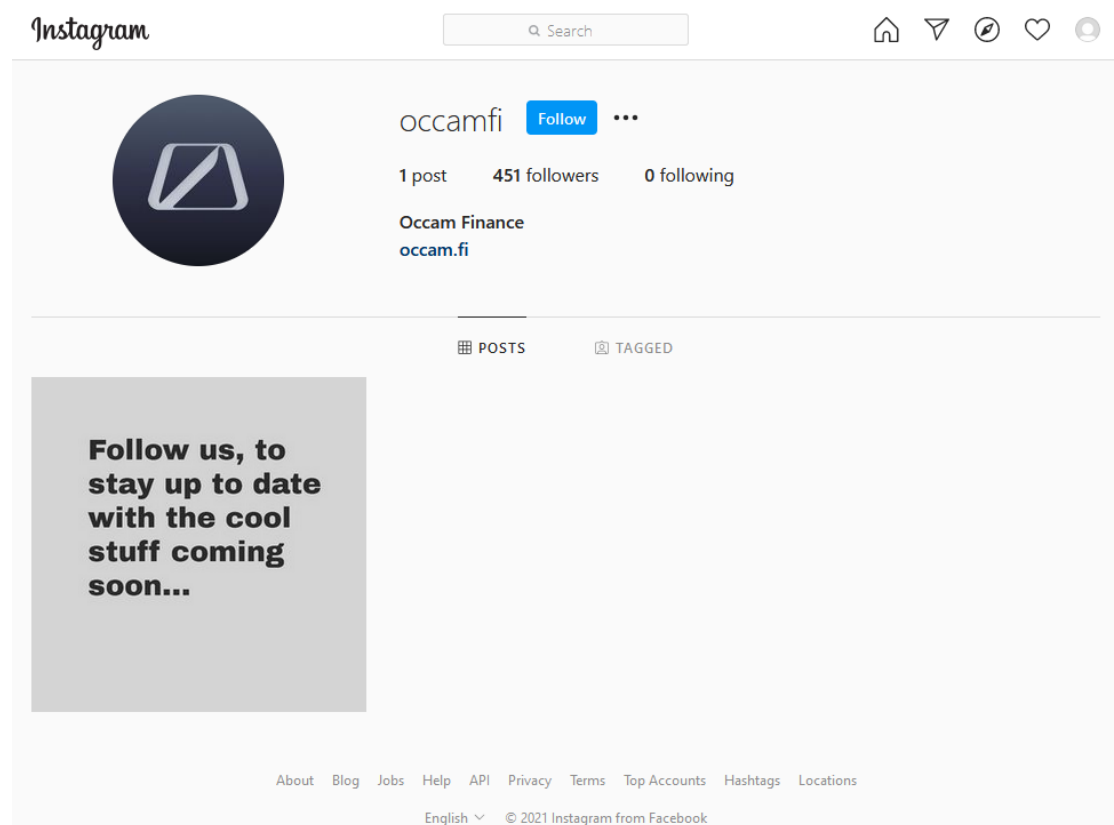 Instagram
Search
occamfi Follow
1 post 451 followers 0 following
Occam Finance
occam.fi
POSTS TAGGED
Follow us, to
stay up to date
with the cool
stuff coming
soon...
About Blog Jobs Help API Privacy Terms Top Accounts Hashtags Locations
English © 2021 Instagram from Facebook